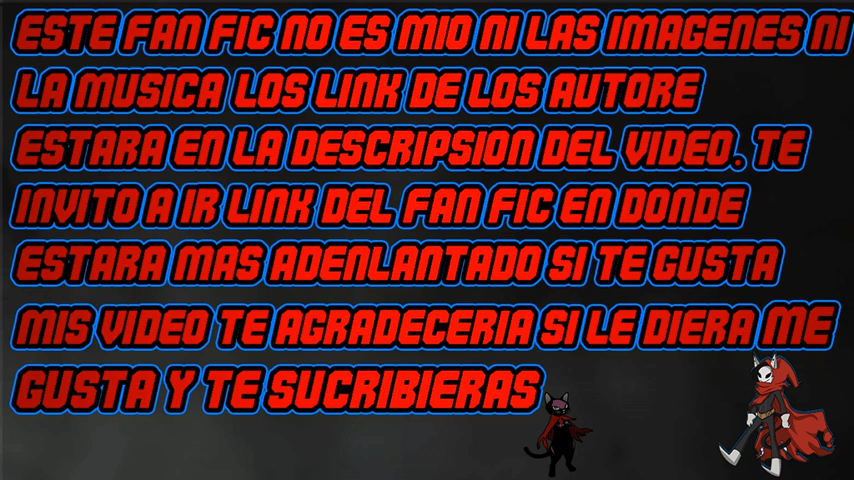 ESTE FAN FIC NO ES MIO NI LAS IMAGENES NI
LA MUSICA LOS LINK DE LOS AUTORE
ESTARA EN LA DESCRIPSION DEL VIDEO. TE
INVITO A IR LINK DEL FAN FIC EN DONDE
ESTARA MAS ADENLANTADO SI TE GUSTA
MIS VIDEO TE AGRADECERIA SI LE DIERA ME
GUSTA Y TE SUCRIBIERAS